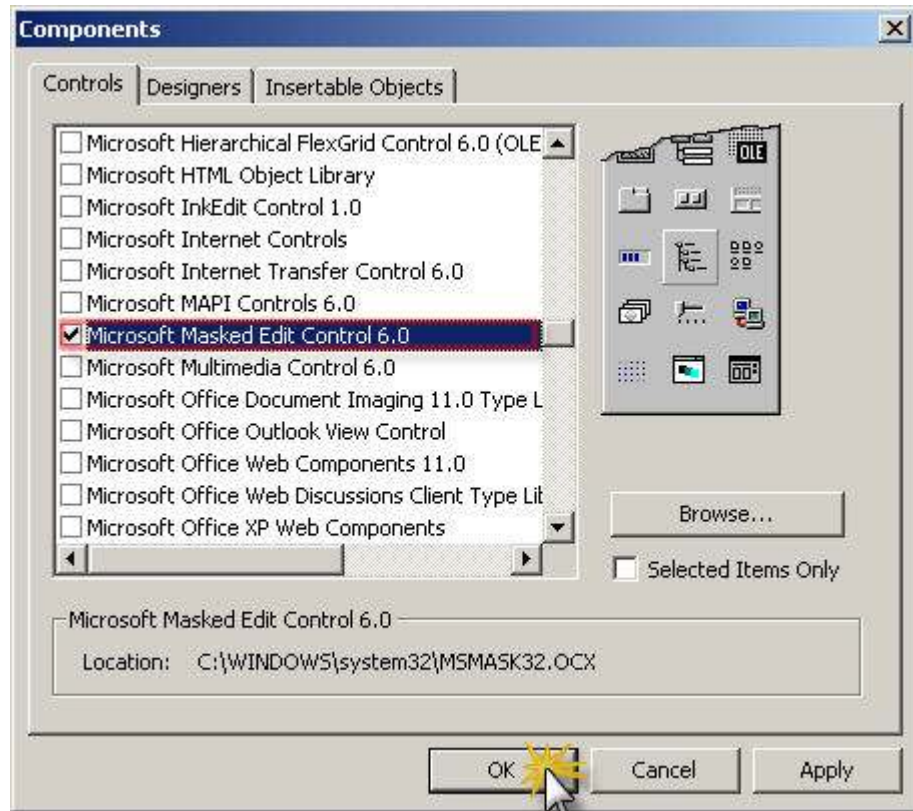 Components
Controls
Designers
Insertable Objects
Microsoft Hierarchical FlexGrid Control 6.0 (OLE
Microsoft HTML Object Library
Microsoft InkEdit Control 1.0
Microsoft Internet Controls
Microsoft Internet Transfer Control 6.0
Microsoft MAPI Controls 6.0
Microsoft Masked Edit Control 6.0
Microsoft Multimedia Control 6.0
Microsoft Office Document Imaging 11.0 Type L
Microsoft Office Outlook View Control
Microsoft Office Web Components 11.0
Microsoft Office Web Discussions Client Type Lib
Microsoft Office XP Web Components
OLE
Browse...
Selected Items Only
Microsoft Masked Edit Control 6.0
Location: C:\WINDOWS\system32\MSMASK32.OCX
OK
Cancel
Apply